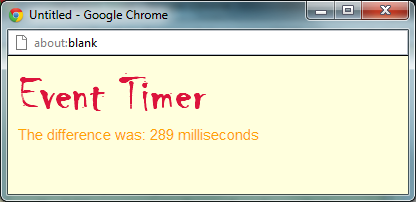 Untitled - Google Chrome
about:blank
Event Timer
The difference was: 289 milliseconds